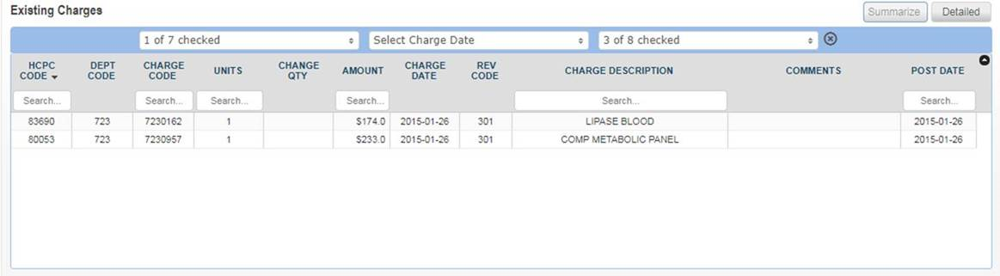 Existing Charges Summarize Detailed
1 of 7 checked Select Charge Date 3 of 8 checked
HCPC CODE DEPT CODE CHARGE CODE UNITS CHANGE QTY AMOUNT CHARGE DATE REV CODE CHARGE DESCRIPTION COMMENTS POST DATE
Search... Search... Search... Search... Search... Search...
83690 723 7230162 1 $174.0 2015-01-26 301 LIPASE BLOOD 2015-01-26
80053 723 7230957 1 $233.0 2015-01-26 301 COMP METABOLIC PANEL 2015-01-26